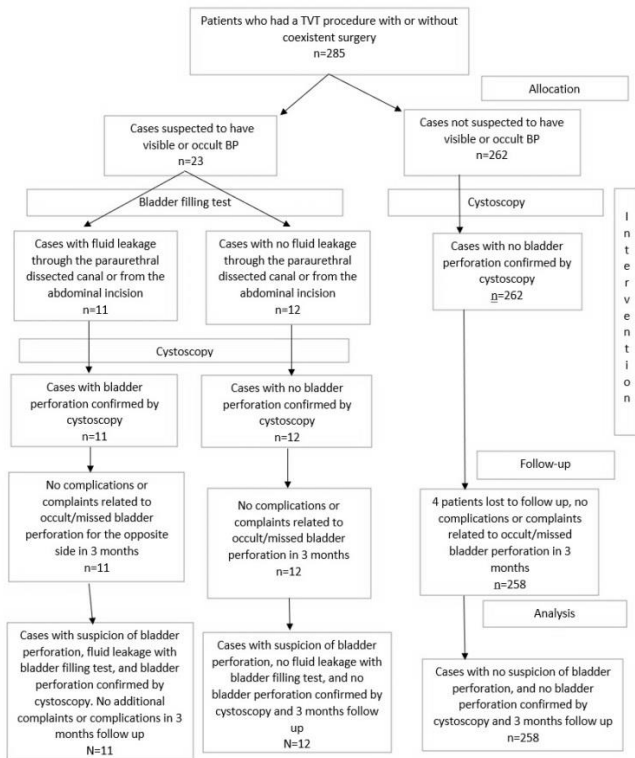 Patients who had a TVT procedure with or without
coexistent surgery
n=285
Allocation
Cases suspected to have
visible or occult BP
n=23
Cases not suspected to have
visible or occult BP
n=262
Bladder filling test
Cystoscopy
Intervention
Cases with fluid leakage
through the paraurethral
dissected canal or from the
abdominal incision
n=11
Cases with no fluid leakage
through the paraurethral
dissected canal or from the
abdominal incision
n=12
Cases with no bladder
perforation confirmed by
cystoscopy
n=262
Cystoscopy
Cases with bladder
perforation confirmed by
cystoscopy
n=11
Cases with no bladder
perforation confirmed by
cystoscopy
n=12
Follow-up
No complications or
complaints related to
occult/missed bladder
perforation for the opposite
side in 3 months
n=11
No complications or
complaints related to
occult/missed bladder
perforation in 3 months
n=12
4 patients lost to follow up, no
complications or complaints
related to occult/missed
bladder perforation in 3
months
n=258
Analysis
Cases with suspicion of bladder
perforation, fluid leakage with
bladder filling test, and bladder
perforation confirmed by
cystoscopy. No additional
complaints or complications in 3
months follow up
N=11
Cases with suspicion of bladder
perforation, no fluid leakage with
bladder filling test, and no
bladder perforation confirmed by
cystoscopy and 3 months follow
up
N=12
Cases with no suspicion of bladder
perforation, and no bladder
perforation confirmed by
cystoscopy and 3 months follow up
n=258